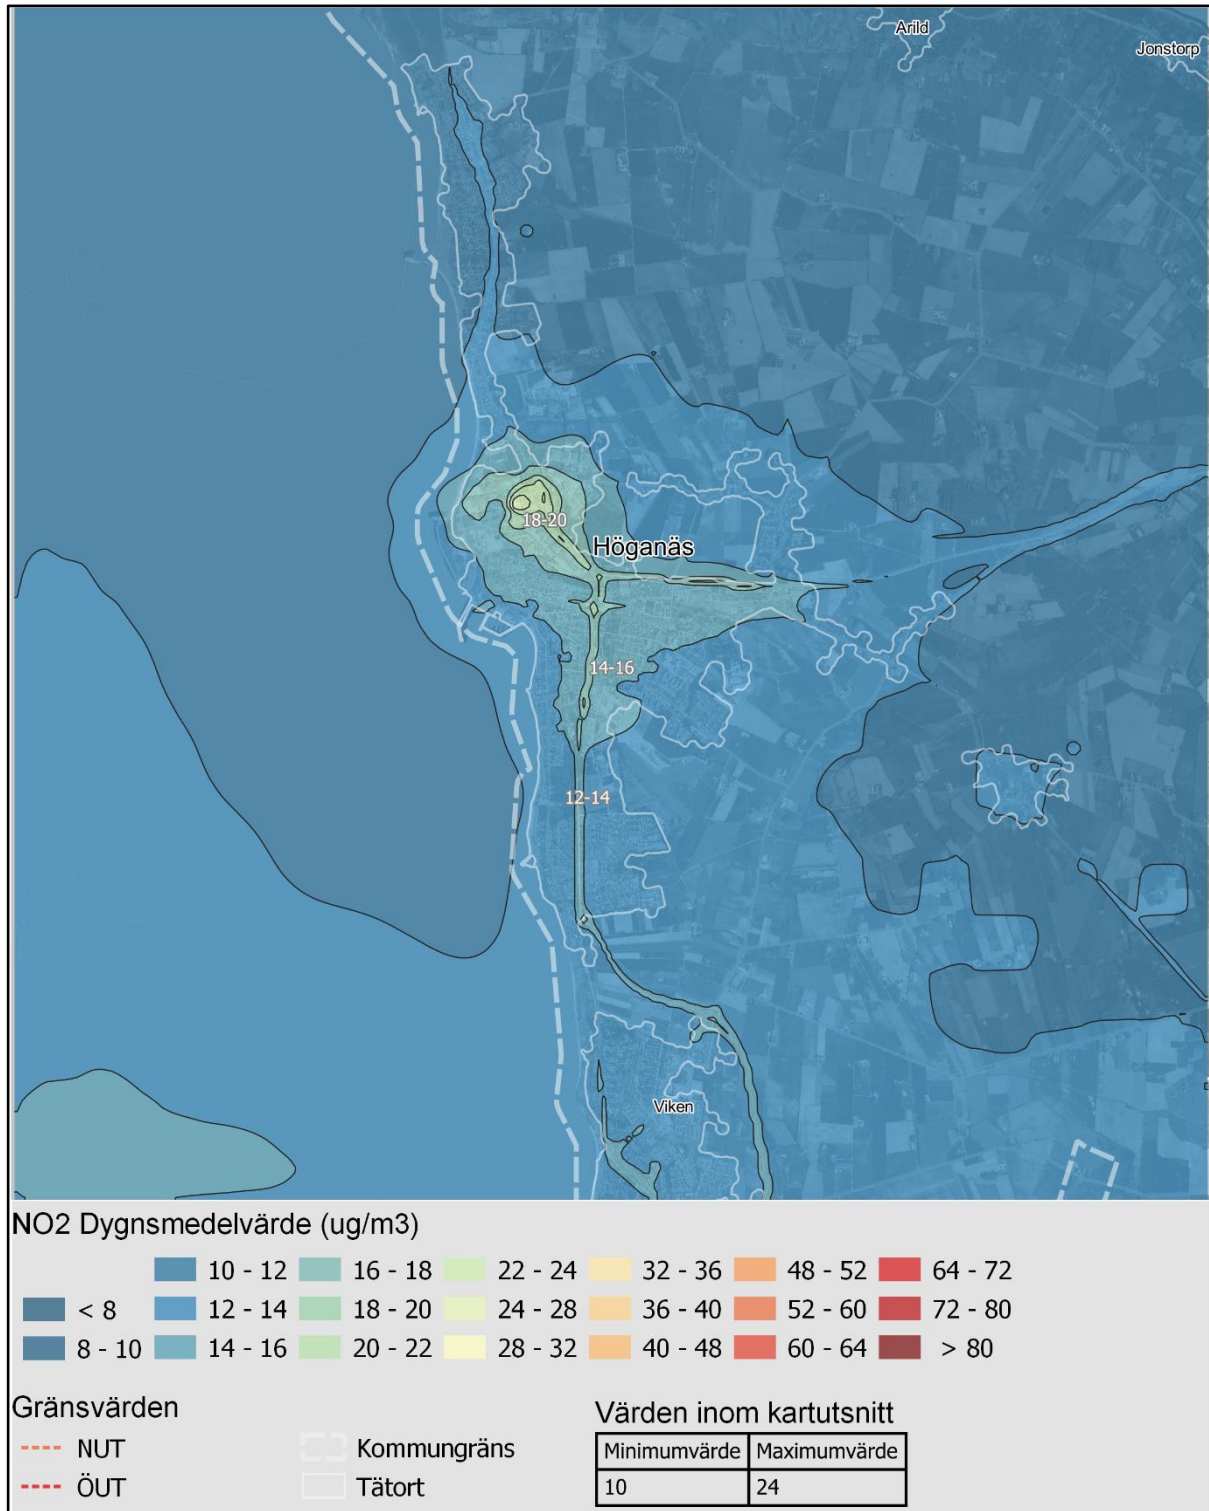 Arild
Jonstorp
18-20
Höganäs
14-16
12-14
Viken
NO2 Dygnsmedelvärde (ug/m3)
10 - 12 16 - 18 22 - 24 32 - 36 48 - 52 64 - 72
< 8 12 - 14 18 - 20 24 - 28 36 - 40 52 - 60 72 - 80
8 - 10 14 - 16 20 - 22 28 - 32 40 - 48 60 - 64 > 80
Gränsvärden
NUT
ÖUT
Kommungräns
Tätort
Värden inom kartutsnitt
Minimumvärde Maximumvärde
10 24